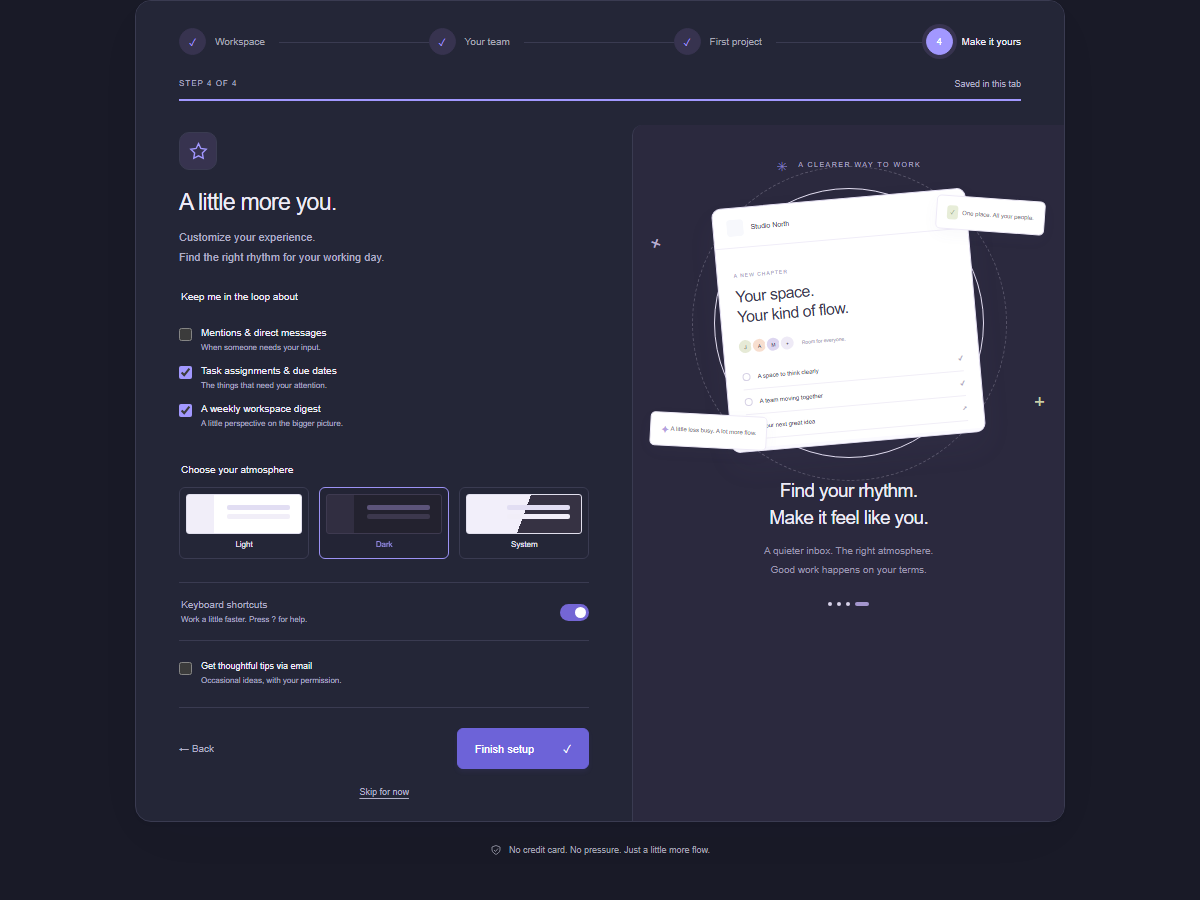 ✓ Workspace ✓ Your team ✓ First project 4 Make it yours
STEP 4 OF 4 Saved in this tab
A little more you.
Customize your experience.
Find the right rhythm for your working day.
Keep me in the loop about
Mentions & direct messages
When someone needs your input.
Task assignments & due dates
The things that need your attention.
A weekly workspace digest
A little perspective on the bigger picture.
Choose your atmosphere
Light Dark System
Keyboard shortcuts
Work a little faster. Press ? for help.
Get thoughtful tips via email
Occasional ideas, with your permission.
← Back Finish setup ✓
Skip for now
A CLEARER WAY TO WORK
One place. All your people.
Studio North
A NEW CHAPTER
Your space.
Your kind of flow.
J A M + Room for everyone.
A space to think clearly
A team moving together
our next great idea
A little less busy. A lot more flow.
Find your rhythm.
Make it feel like you.
A quieter inbox. The right atmosphere.
Good work happens on your terms.
No credit card. No pressure. Just a little more flow.